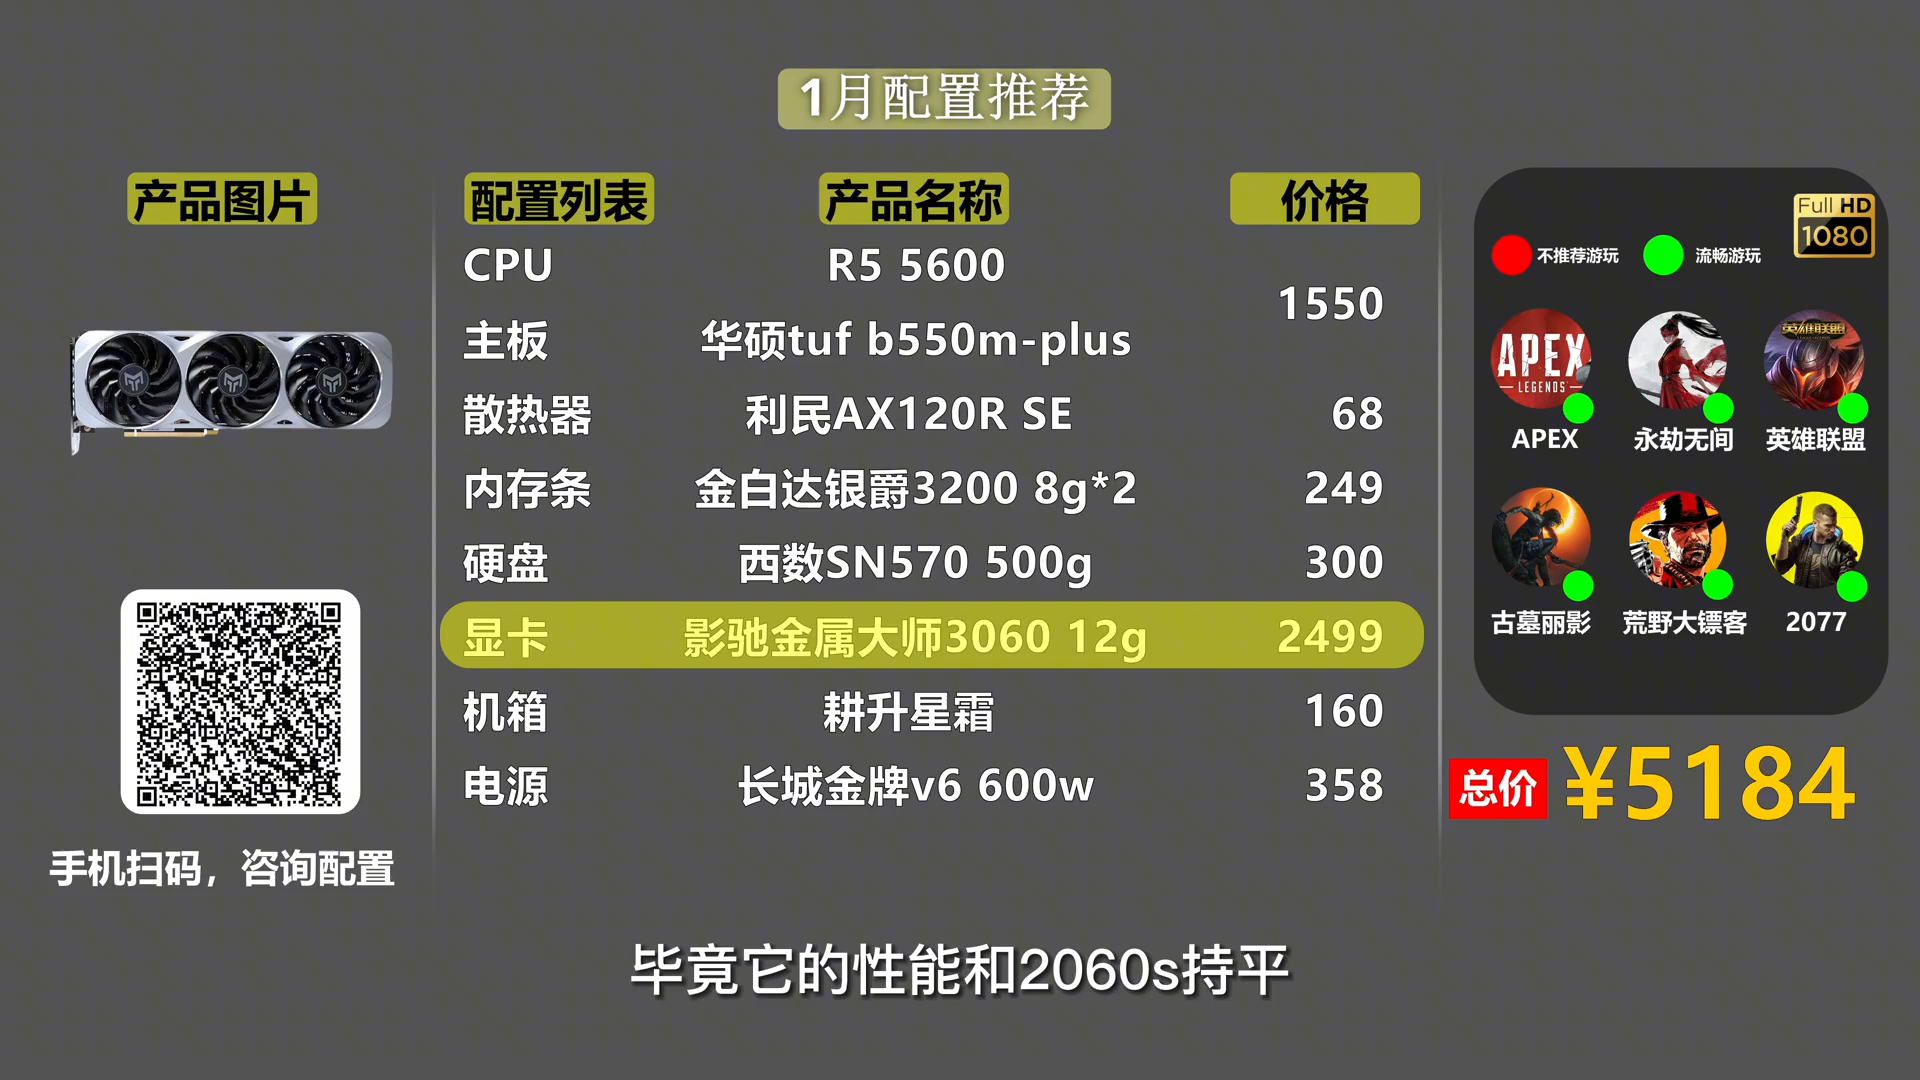 1月配置推荐
产品图片
配置列表 产品名称 价格
CPU R5 5600
1550
主板 华硕tuf b550m-plus
散热器 利民AX120R SE 68
内存条 金百达银爵3200 8g*2 249
硬盘 西数SN570 500g 300
显卡 影驰金属大师3060 12g 2499
机箱 耕升星霜 160
电源 长城金牌v6 600w 358
手机扫码，咨询配置
Full HD
1080
不推荐游玩 流畅游玩
APEX
LEGENDS
英雄联盟
APEX 永劫无间 英雄联盟
古墓丽影 荒野大镖客 2077
总价 ¥5184
毕竟它的性能和2060s持平